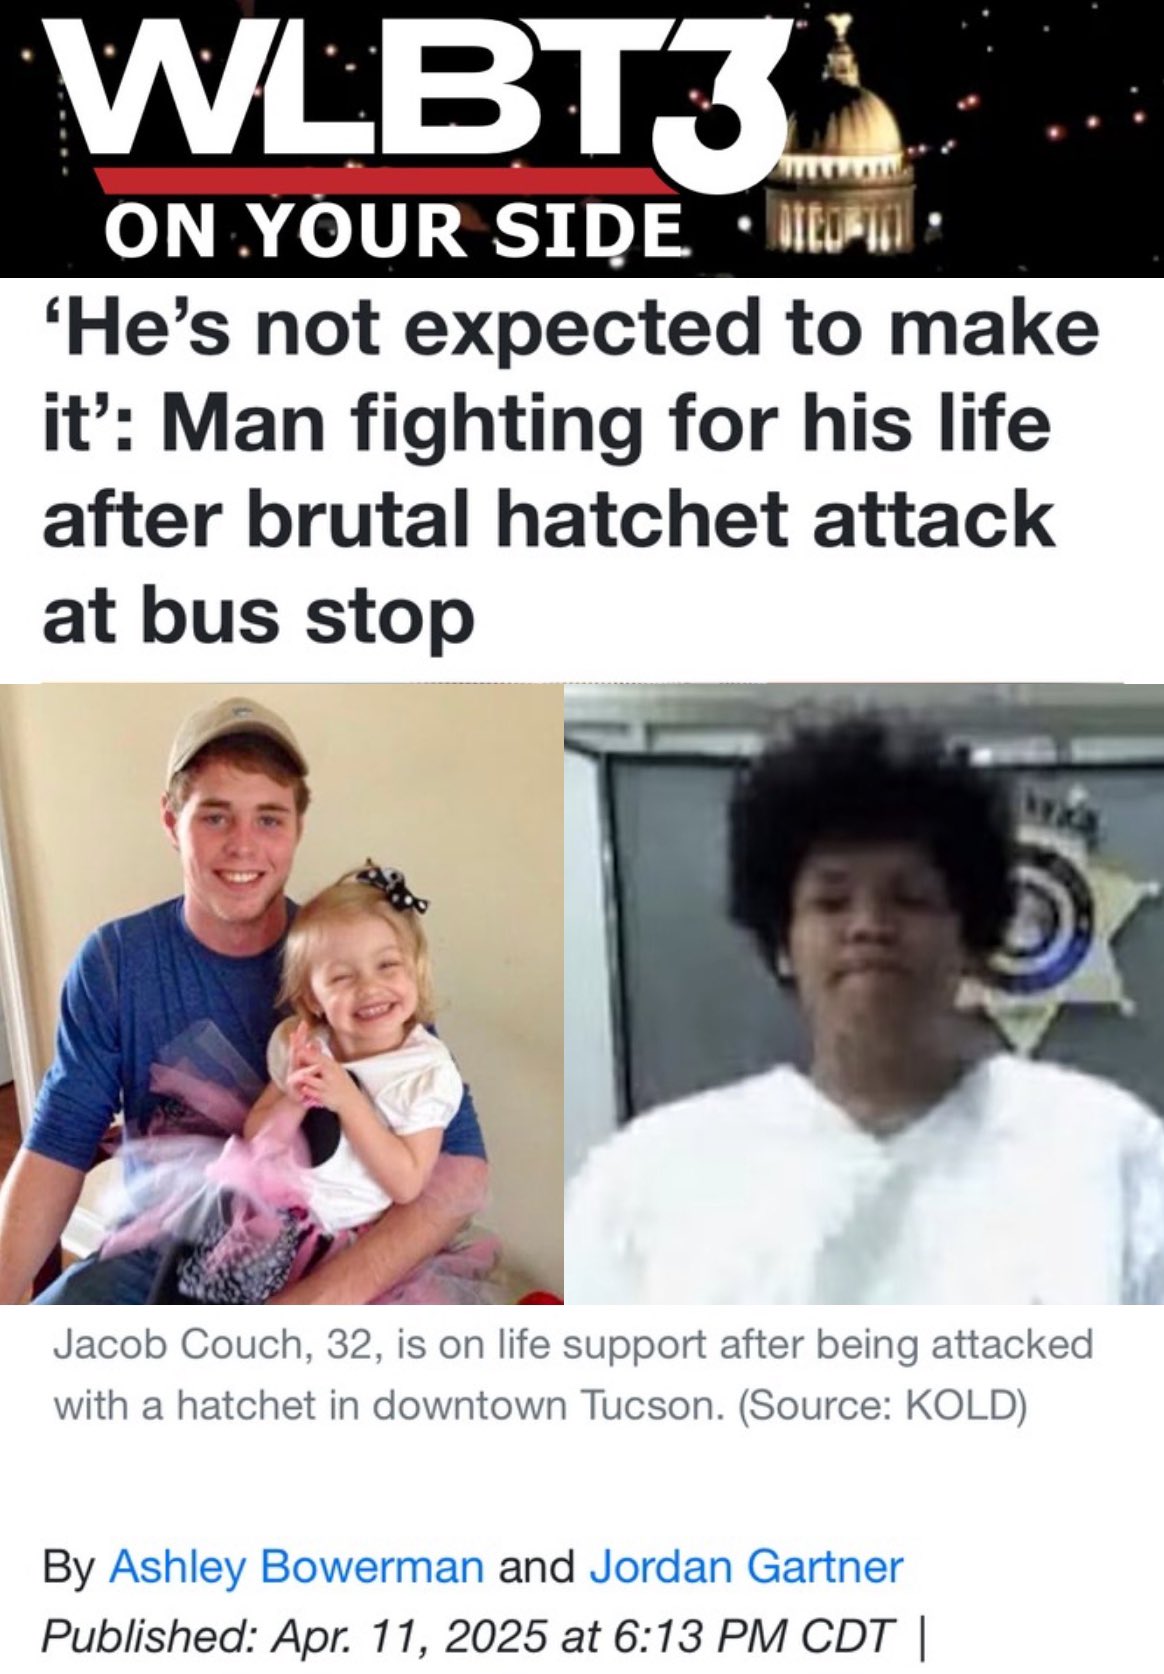 WLBT3
ON YOUR SIDE
‘He’s not expected to make
it’: Man fighting for his life
after brutal hatchet attack
at bus stop
Jacob Couch, 32, is on life support after being attacked
with a hatchet in downtown Tucson. (Source: KOLD)
By Ashley Bowerman and Jordan Gartner
Published: Apr. 11, 2025 at 6:13 PM CDT |